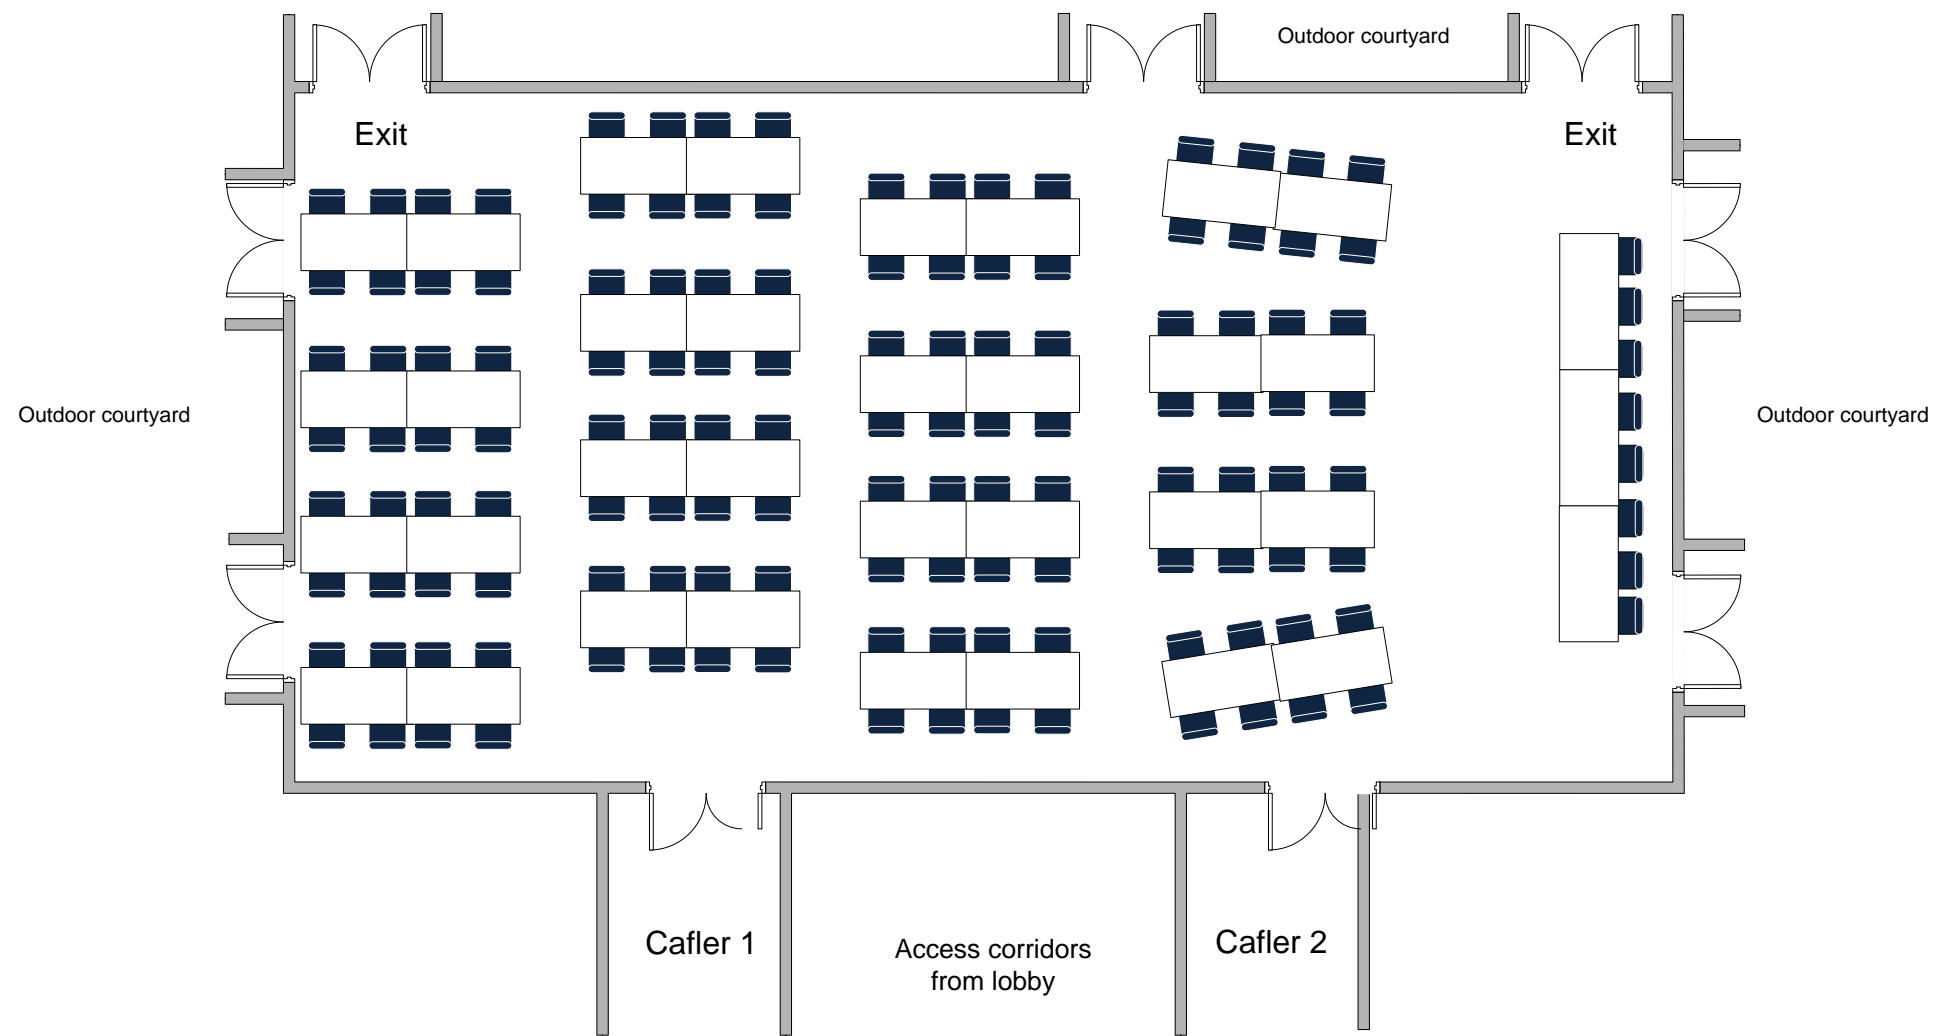 Outdoor courtyard
Exit
Exit
Outdoor courtyard
Outdoor courtyard
Cafler 1
Access corridors
from lobby
Cafler 2